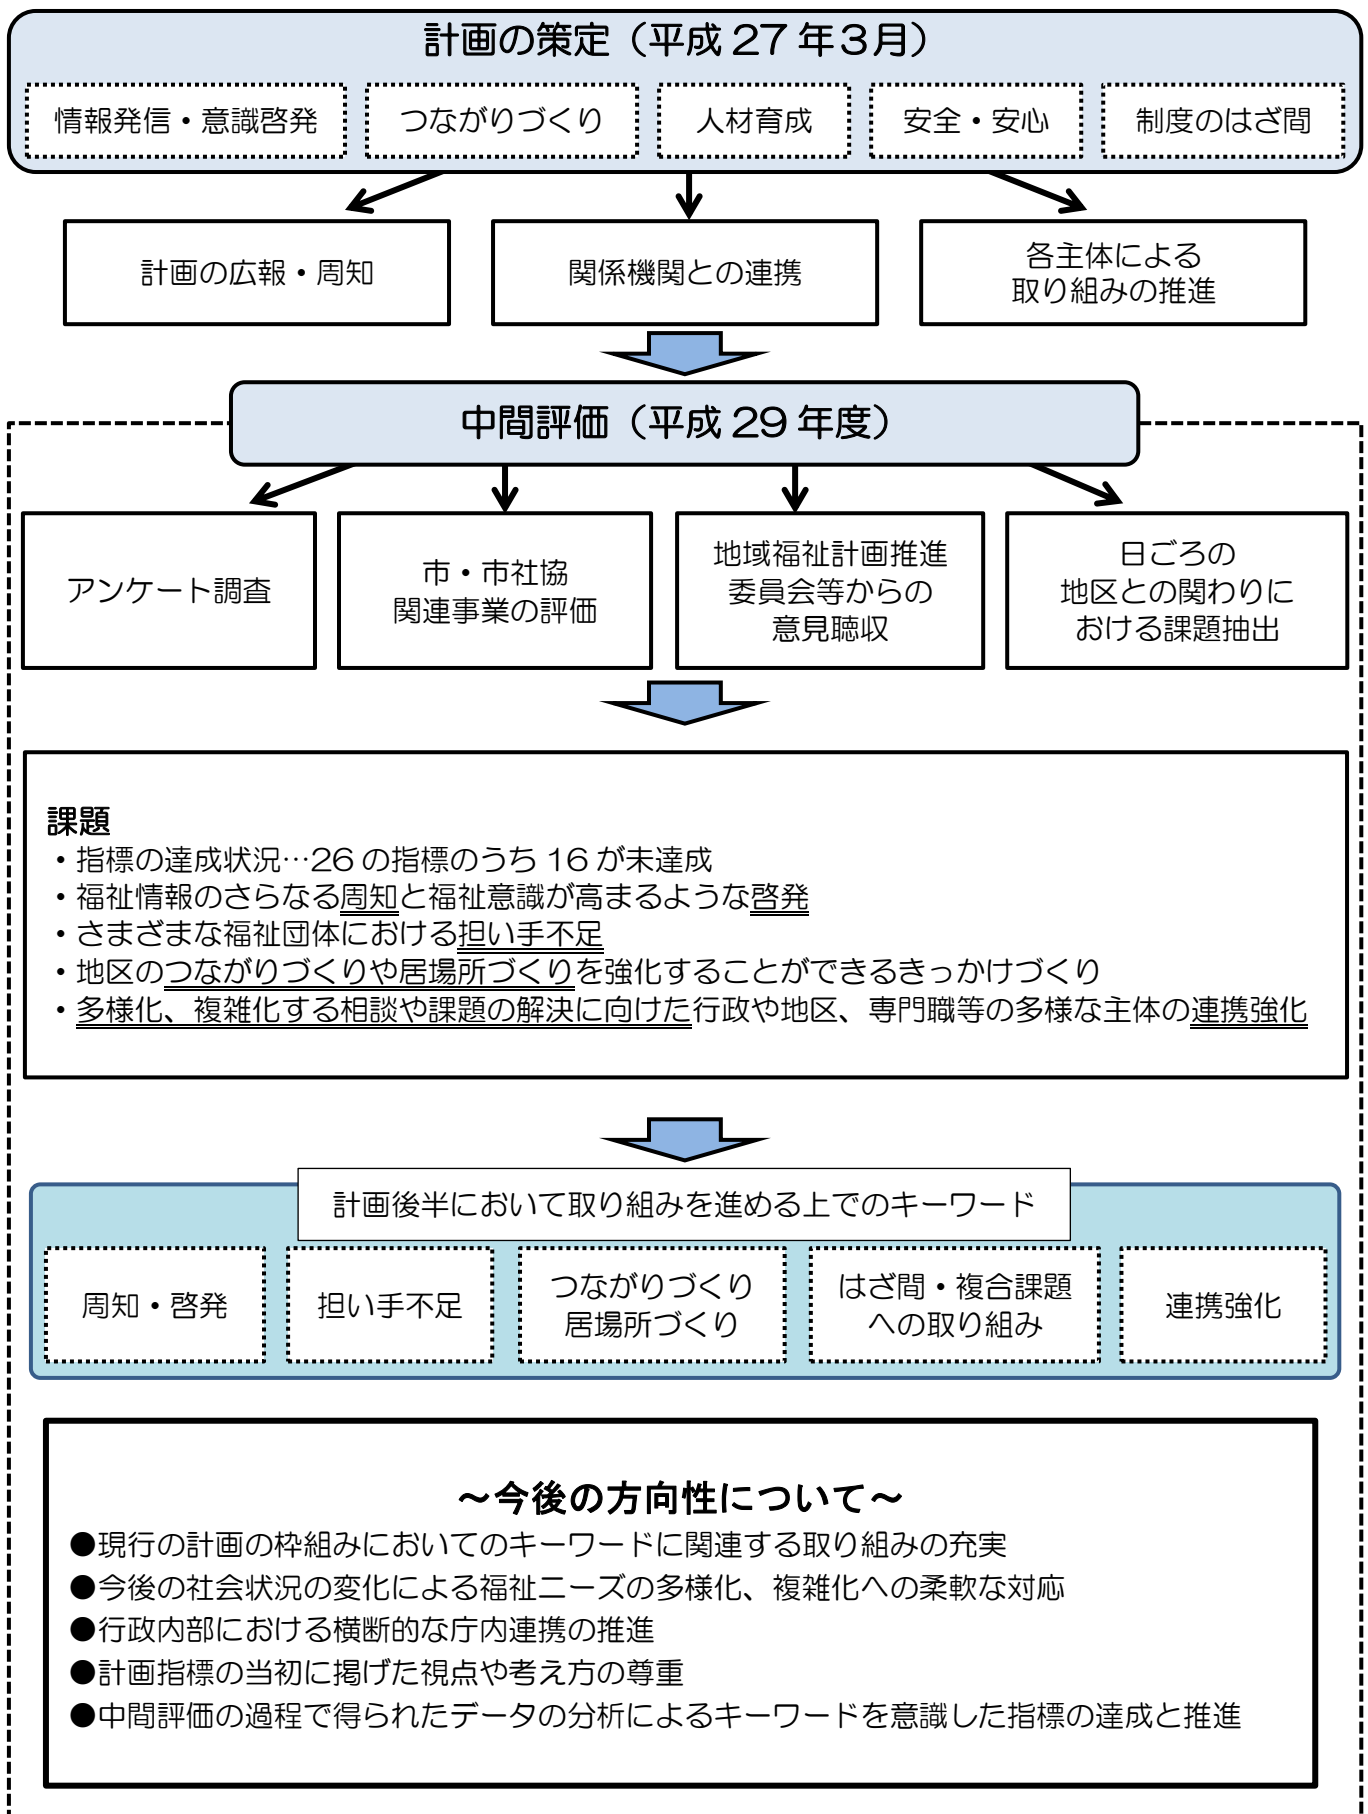 計画の策定（平成 27 年３月）
情報発信・意識啓発
つながりづくり
人材育成
安全・安心
制度のはざ間
計画の広報・周知
関係機関との連携
各主体による
取り組みの推進
中間評価（平成 29 年度）
アンケート調査
市・市社協
関連事業の評価
地域福祉計画推進
委員会等からの
意見聴収
日ごろの
地区との関わりに
おける課題抽出
課題
・指標の達成状況…26 の指標のうち 16 が未達成
・福祉情報のさらなる周知と福祉意識が高まるような啓発
・さまざまな福祉団体における担い手不足
・地区のつながりづくりや居場所づくりを強化することができるきっかけづくり
・多様化、複雑化する相談や課題の解決に向けた行政や地区、専門職等の多様な主体の連携強化
計画後半において取り組みを進める上でのキーワード
周知・啓発
担い手不足
つながりづくり
居場所づくり
はざ間・複合課題
への取り組み
連携強化
～今後の方向性について～
●現行の計画の枠組みにおいてのキーワードに関連する取り組みの充実
●今後の社会状況の変化による福祉ニーズの多様化、複雑化への柔軟な対応
●行政内部における横断的な庁内連携の推進
●計画指標の当初に掲げた視点や考え方の尊重
●中間評価の過程で得られたデータの分析によるキーワードを意識した指標の達成と推進